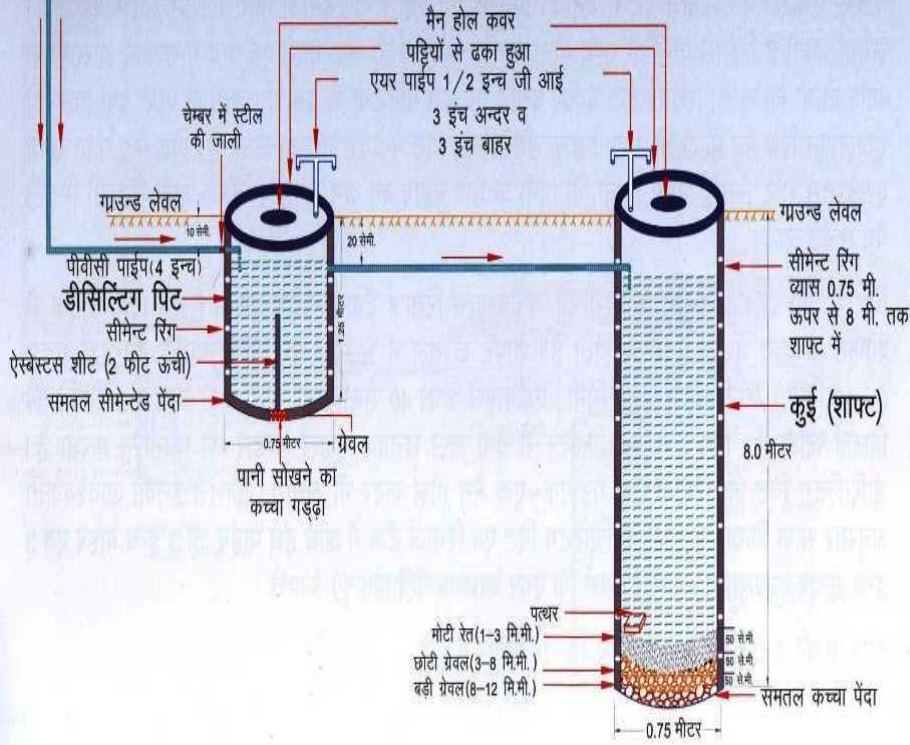 मैन होल कवर
पट्टियों से ढका हुआ
एयर पाईप 1/2 इन्च जी आई
3 इंच अन्दर व
3 इंच बाहर
चेम्बर में स्टील
की जाली
ग्राउन्ड लेवल
10 सेमी.
20 सेमी.
ग्राउन्ड लेवल
पीवीसी पाईप(4 इन्च)
डीसिल्टिंग पिट
सीमेन्ट रिंग
ऐस्बेस्टस शीट (2 फीट ऊंची)
समतल सीमेन्टेड पेंदा
0.75 मीटर
ग्रेवल
पानी सोखने का
कच्चा गड्ढा
सीमेन्ट रिंग
व्यास 0.75 मी.
ऊपर से 8 मी. तक
शाफ्ट में
कुई (शाफ्ट)
8.0 मीटर
पत्थर
मोटी रेत(1-3 मि.मी.)
छोटी ग्रेवल(3-8 मि.मी.)
बड़ी ग्रेवल(8-12 मि.मी.)
50 से.मी.
50 से.मी.
50 से.मी.
समतल कच्चा पेंदा
0.75 मीटर